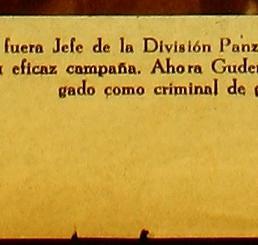 fuera Jefe de la División Panz
eficaz campaña. Ahora Guder
gado como criminal de g